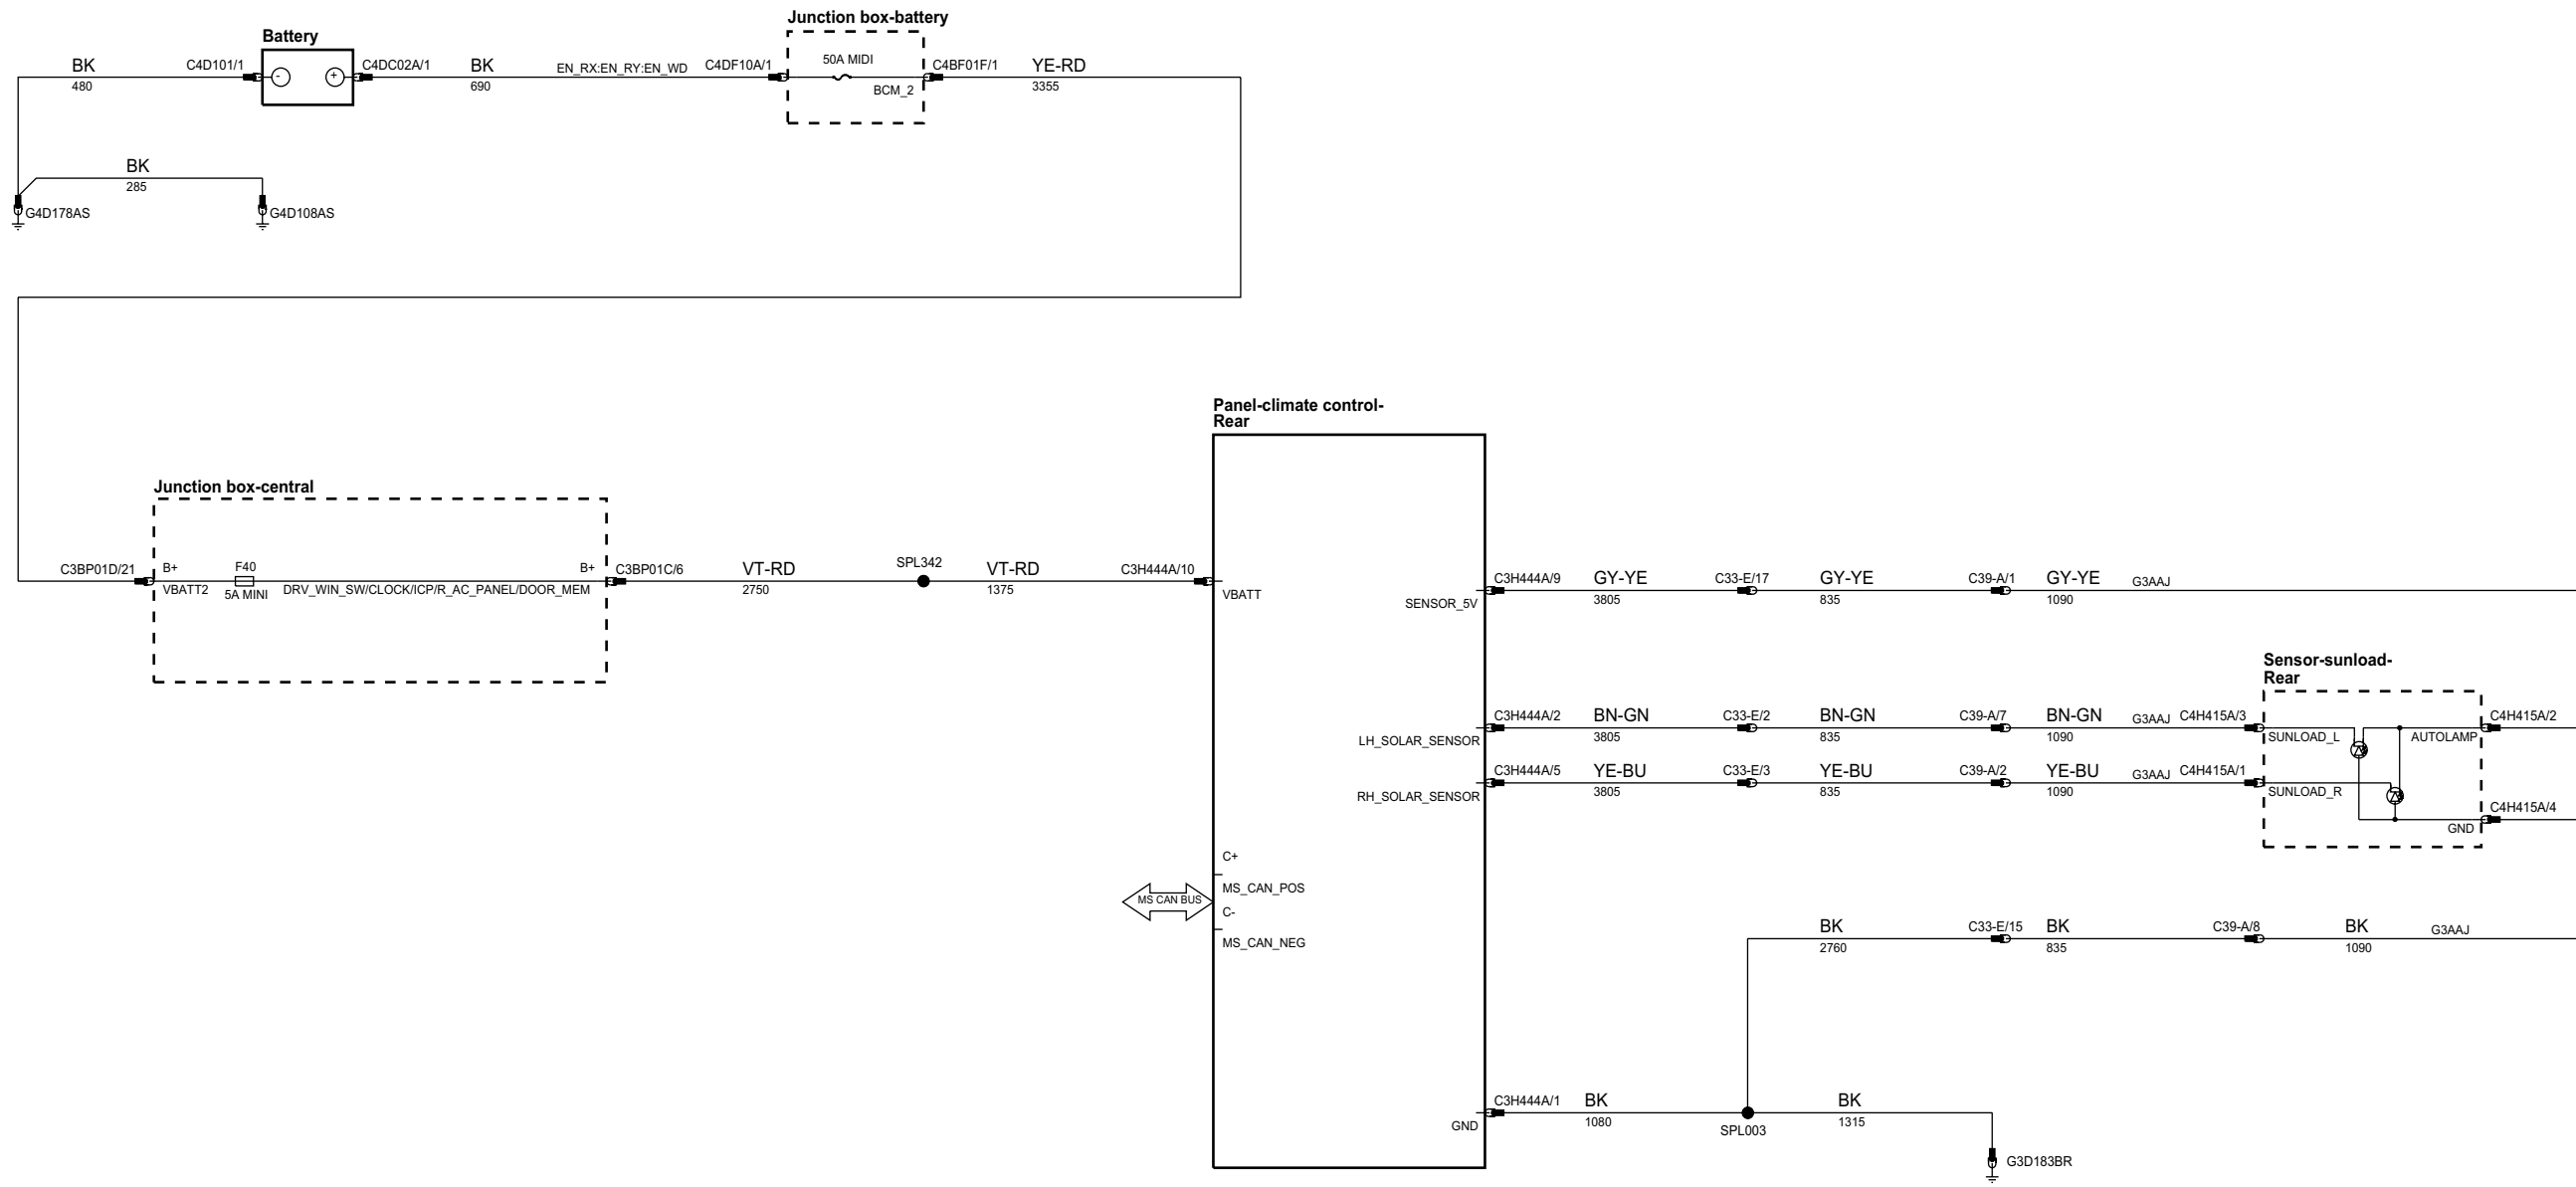 Junction box-battery
Battery
50A MIDI
BK
480
C4D101/1
-
+
C4DC02A/1
BK
690
EN_RX:EN_RY:EN_WD
C4DF10A/1
BCM_2
C4BF01F/1
YE-RD
3355
BK
285
G4D178AS
G4D108AS
Panel-climate control-
Rear
Junction box-central
C3BP01D/21
B+
VBATT2
F40
5A MINI
DRV_WIN_SW/CLOCK/ICP/R_AC_PANEL/DOOR_MEM
B+
C3BP01C/6
VT-RD
2750
SPL342
VT-RD
1375
C3H444A/10
VBATT
SENSOR_5V
C3H444A/9
GY-YE
3805
C33-E/17
GY-YE
835
C39-A/1
GY-YE
1090
G3AAJ
Sensor-sunload-
Rear
LH_SOLAR_SENSOR
C3H444A/2
BN-GN
3805
C33-E/2
BN-GN
835
C39-A/7
BN-GN
1090
G3AAJ
C4H415A/3
SUNLOAD_L
AUTOLAMP
C4H415A/2
RH_SOLAR_SENSOR
C3H444A/5
YE-BU
3805
C33-E/3
YE-BU
835
C39-A/2
YE-BU
1090
G3AAJ
C4H415A/1
SUNLOAD_R
GND
C4H415A/4
C+
MS_CAN_POS
MS CAN BUS
C-
MS_CAN_NEG
BK
2760
C33-E/15
BK
835
C39-A/8
BK
1090
G3AAJ
GND
C3H444A/1
BK
1080
SPL003
BK
1315
G3D183BR